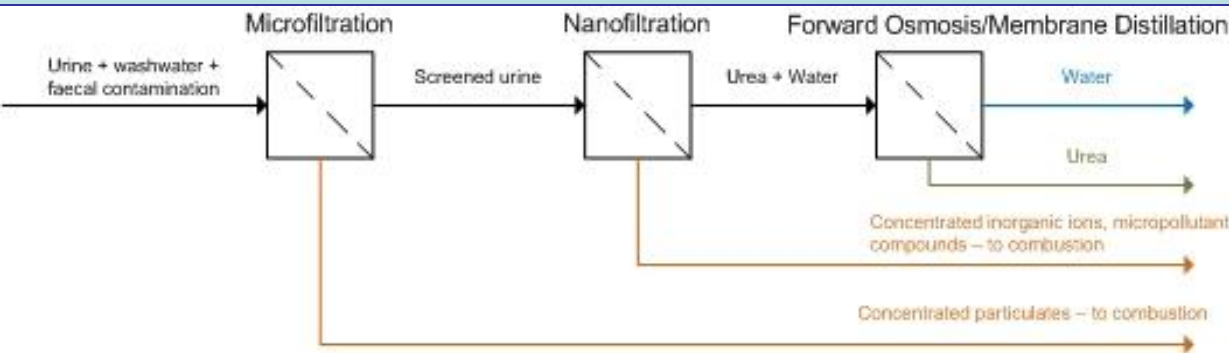 Microfiltration
Nanofiltration
Forward Osmosis/Membrane Distillation
Urine + washwater +
faecal contamination
Screened urine
Urea + Water
Water
Urea
Concentrated inorganic ions, micropollutant
compounds – to combustion
Concentrated particulates – to combustion